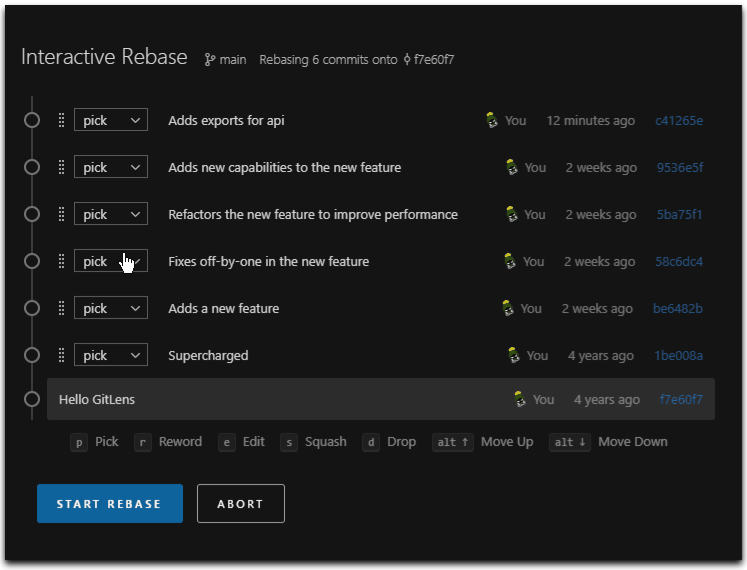 Interactive Rebase main Rebasing 6 commits onto f7e60f7
pick Adds exports for api You 12 minutes ago c41265e
pick Adds new capabilities to the new feature You 2 weeks ago 9536e5f
pick Refactors the new feature to improve performance You 2 weeks ago 5ba75f1
pick Fixes off-by-one in the new feature You 2 weeks ago 58c6dc4
pick Adds a new feature You 2 weeks ago be6482b
pick Supercharged You 4 years ago 1be008a
Hello GitLens You 4 years ago f7e60f7
p Pick r Reword e Edit s Squash d Drop alt ↑ Move Up alt ↓ Move Down
START REBASE ABORT